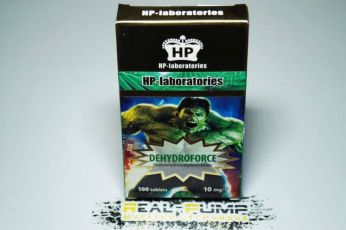 HP
HP-laboratories
HP-laboratories
DEHYDROFORCE
100 tablets 10 mg
REAL PUMP